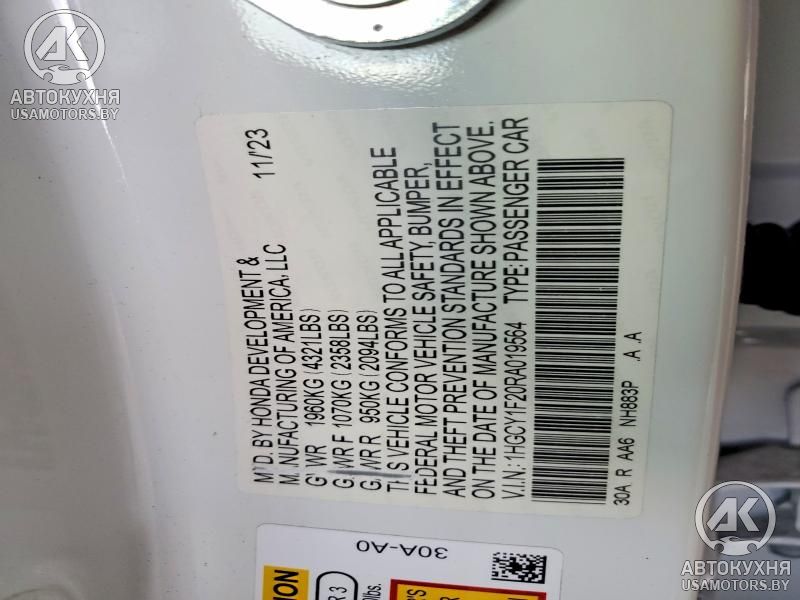 AK
АВТОКУХНЯ
USAMOTORS.BY
MFD. BY HONDA DEVELOPMENT & 11/'23
MANUFACTURING OF AMERICA, LLC
GVWR 1960KG (4321LBS)
GAWR F 1070KG (2358LBS)
GAWR R 950KG (2094LBS)
THIS VEHICLE CONFORMS TO ALL APPLICABLE
FEDERAL MOTOR VEHICLE SAFETY, BUMPER,
AND THEFT PREVENTION STANDARDS IN EFFECT
ON THE DATE OF MANUFACTURE SHOWN ABOVE.
V.I.N.: 1HGCY1F20RA019564 TYPE: PASSENGER CAR
30A R AA6 NH883P .A .A
30A-A0
AK
АВТОКУХНЯ
USAMOTORS.BY